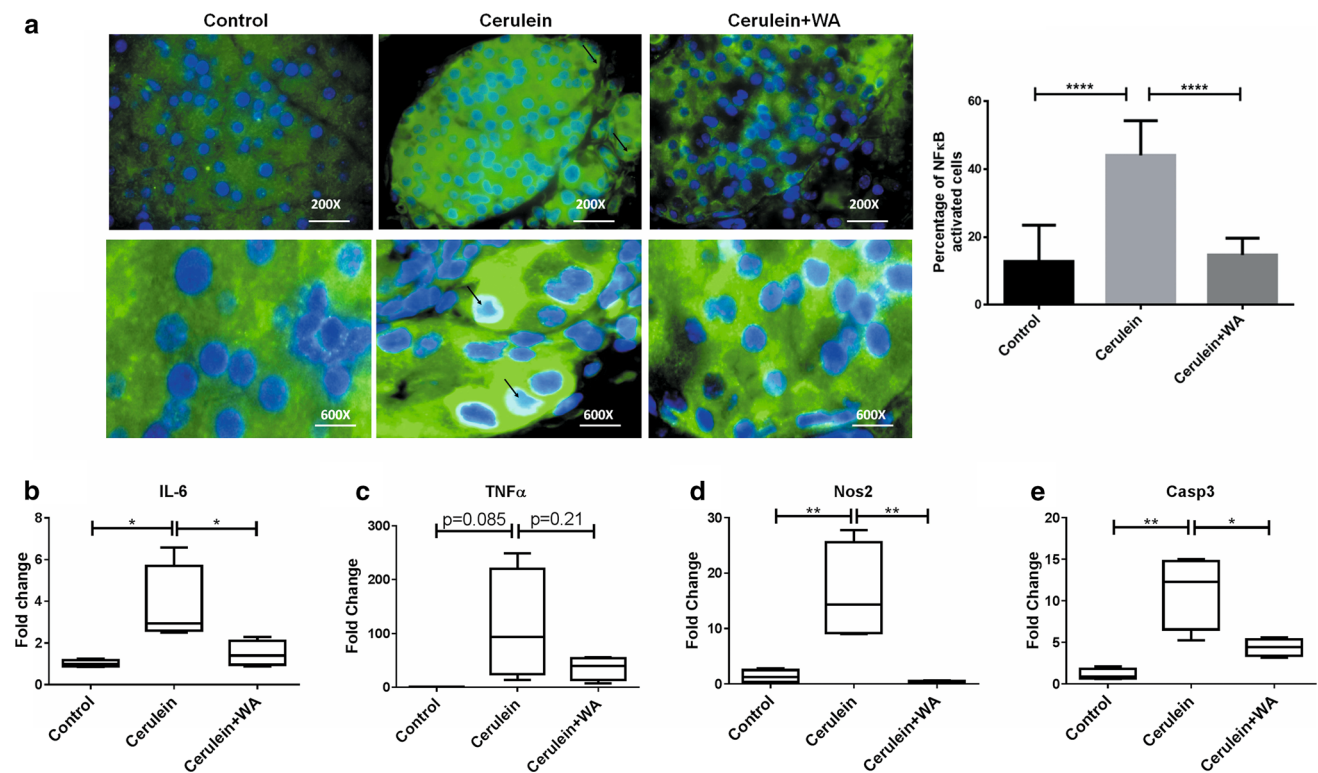 a
Control
Cerulein
Cerulein+WA
200X
200X
200X
600X
600X
600X
Percentage of NFκB
activated cells
60
40
20
0
****
****
Control
Cerulein
Cerulein+WA
b
IL-6
Fold change
8
6
4
2
0
*
*
Control
Cerulein
Cerulein+WA
c
TNFα
Fold Change
300
200
100
0
p=0.085
p=0.21
Control
Cerulein
Cerulein+WA
d
Nos2
Fold Change
30
20
10
0
**
**
Control
Cerulein
Cerulein+WA
e
Casp3
Fold Change
20
15
10
5
0
**
*
Control
Cerulein
Cerulein+WA